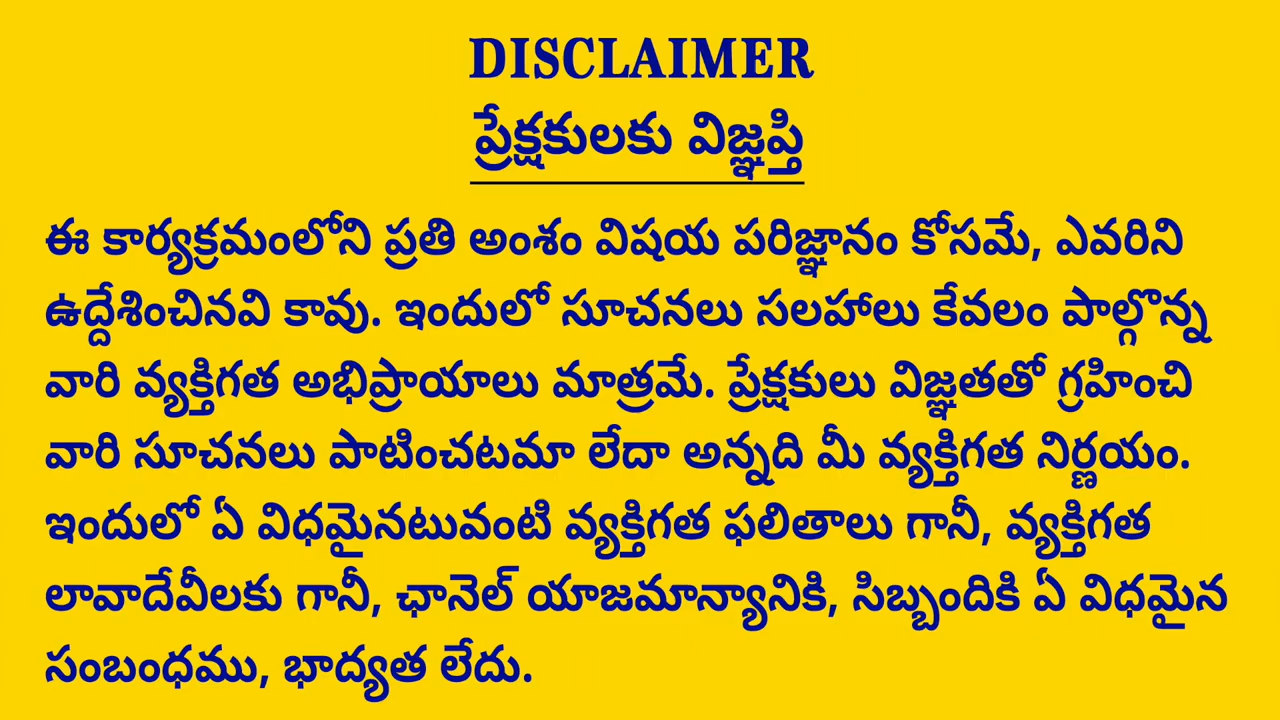 DISCLAIMER
ప్రేక్షకులకు విజ్ఞప్తి
ఈ కార్యక్రమంలోని ప్రతి అంశం విషయ పరిజ్ఞానం కోసమే, ఎవరిని
ఉద్దేశించినవి కావు. ఇందులో సూచనలు సలహాలు కేవలం పాల్గొన్న
వారి వ్యక్తిగత అభిప్రాయాలు మాత్రమే. ప్రేక్షకులు విజ్ఞతతో గ్రహించి
వారి సూచనలు పాటించటమా లేదా అన్నది మీ వ్యక్తిగత నిర్ణయం.
ఇందులో ఏ విధమైనటువంటి వ్యక్తిగత ఫలితాలు గానీ, వ్యక్తిగత
లావాదేవీలకు గానీ, ఛానెల్ యాజమాన్యానికి, సిబ్బందికి ఏ విధమైన
సంబంధము, భాద్యత లేదు.